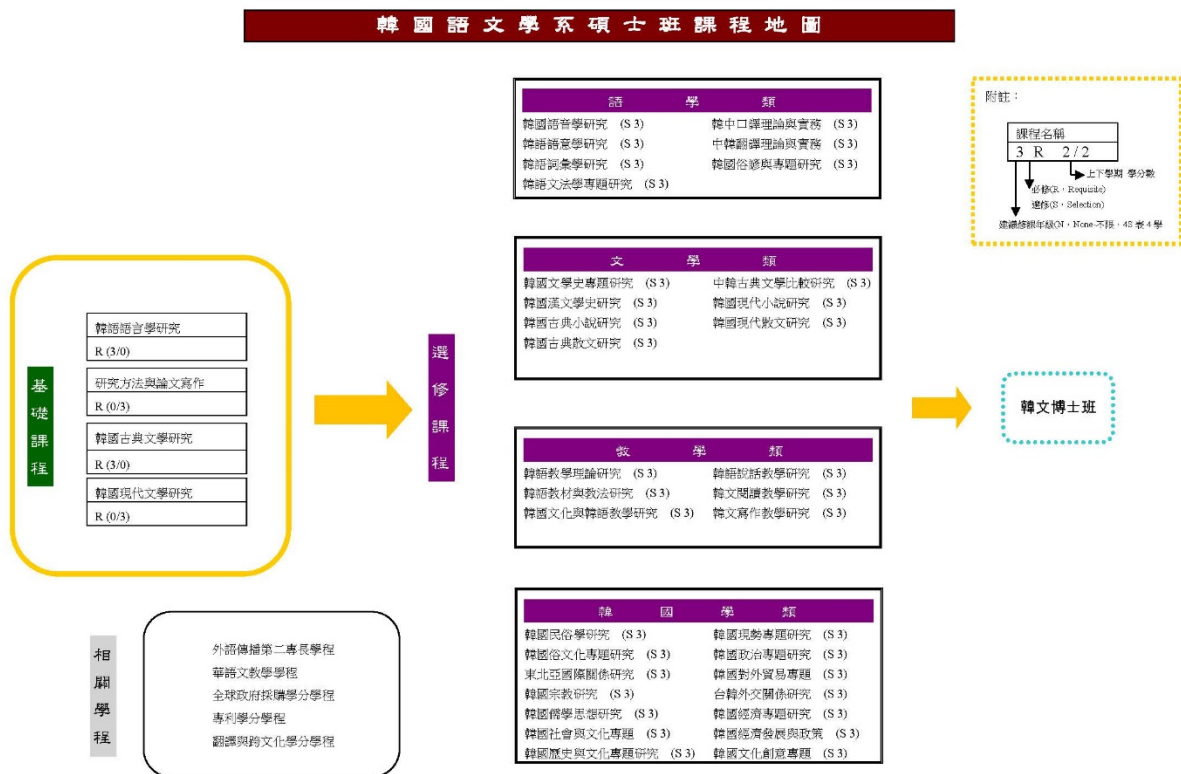 韓國語文學系碩士班課程地圖
基礎課程
韓語語言學研究
R (3/0)
研究方法與論文寫作
R (0/3)
韓國古典文學研究
R (3/0)
韓國現代文學研究
R (0/3)
選修課程
語學類
韓國語音學研究 (S 3) 韓中口譯理論與實務 (S 3)
韓語語意學研究 (S 3) 中韓翻譯理論與實務 (S 3)
韓語詞彙學研究 (S 3) 韓國俗諺與專題研究 (S 3)
韓語文法學專題研究 (S 3)
文學類
韓國文學史專題研究 (S 3) 中韓古典文學比較研究 (S 3)
韓國漢文學史研究 (S 3) 韓國現代小說研究 (S 3)
韓國古典小說研究 (S 3) 韓國現代散文研究 (S 3)
韓國古典散文研究 (S 3)
教學類
韓語教學理論研究 (S 3) 韓語說話教學研究 (S 3)
韓語教材與教法研究 (S 3) 韓文閱讀教學研究 (S 3)
韓國文化與韓語教學研究 (S 3) 韓文寫作教學研究 (S 3)
韓國學類
韓國民俗學研究 (S 3) 韓國現勢專題研究 (S 3)
韓國俗文化專題研究 (S 3) 韓國政治專題研究 (S 3)
東北亞國際關係研究 (S 3) 韓國對外貿易專題 (S 3)
韓國宗教研究 (S 3) 台韓外交關係研究 (S 3)
韓國儒學思想研究 (S 3) 韓國經濟專題研究 (S 3)
韓國社會與文化專題 (S 3) 韓國經濟發展與政策 (S 3)
韓國歷史與文化專題研究 (S 3) 韓國文化創意專題 (S 3)
韓文博士班
附註：
課程名稱
3 R 2/2
上下學期 學分數
必修(R，Requisite)
選修(S，Selection)
建議修課年級(N，None-不限，4S 表 4 學
相關學程
外語傳播第二專長學程
華語文教學學程
全球政府採購學分學程
專利學分學程
翻譯與跨文化學分學程